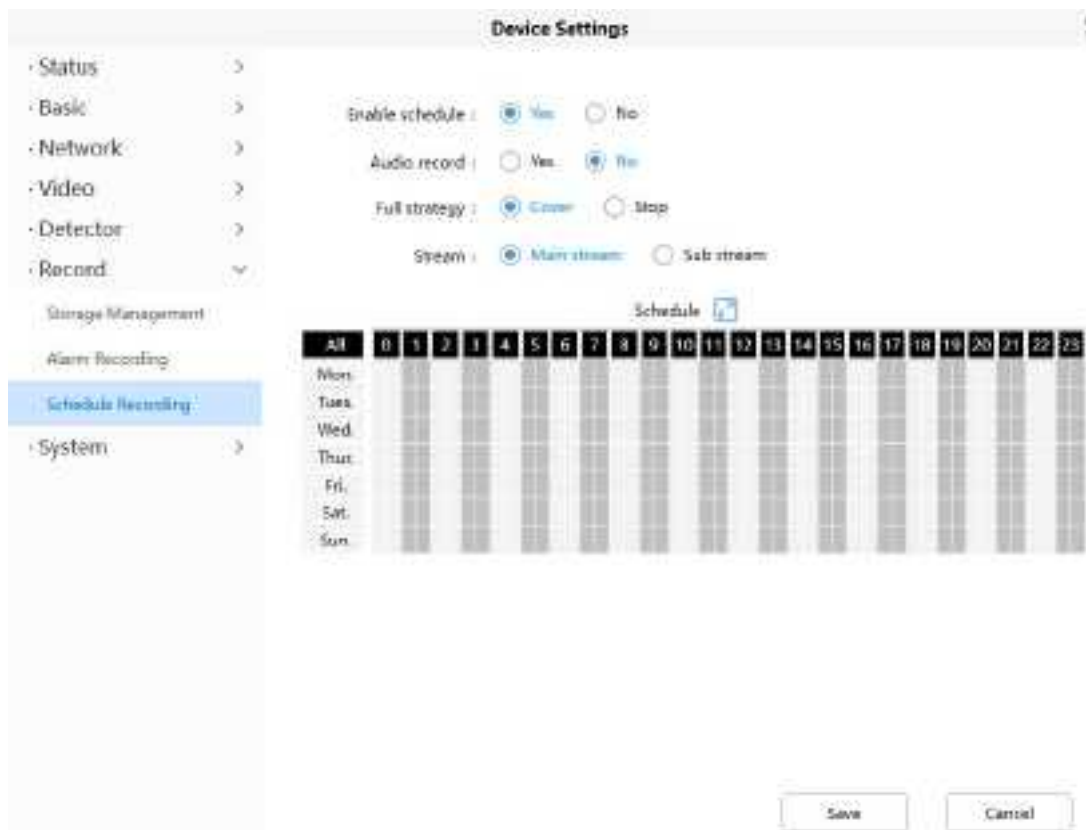 Device Settings
Status
Basic
Network
Video
Detector
Record
Storage Management
Alarm Recording
Schedule Recording
System
Enable schedule : Yes No
Audio record : Yes No
Full strategy : Cover Stop
Stream : Main stream Sub stream
Schedule
All 0 1 2 3 4 5 6 7 8 9 10 11 12 13 14 15 16 17 18 19 20 21 22 23
Mon.
Tues.
Wed.
Thur.
Fri.
Sat.
Sun.
Save Cancel